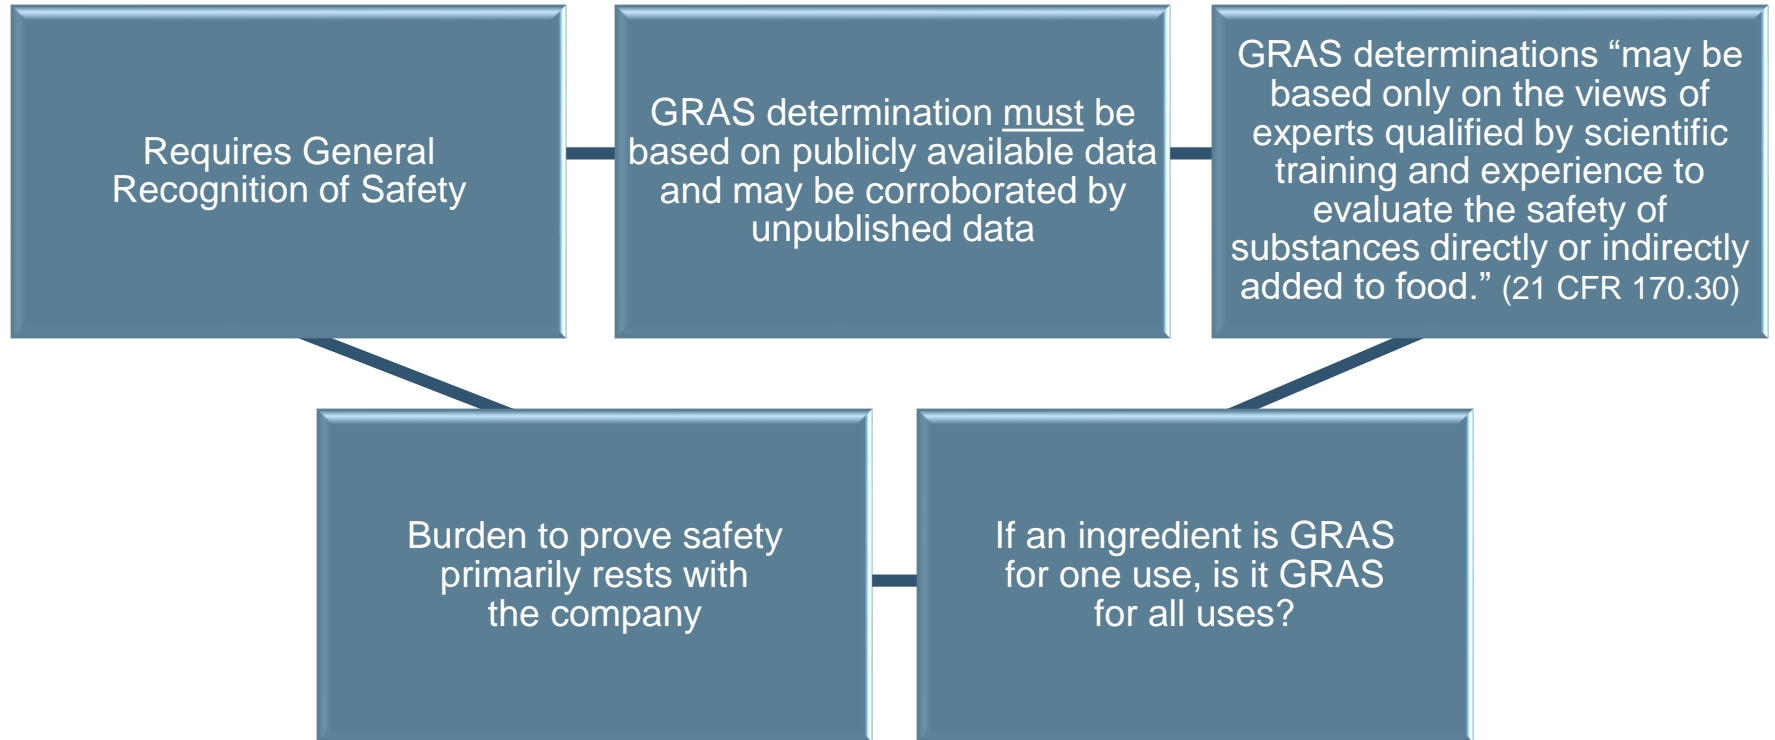 Requires General
Recognition of Safety
GRAS determination must be
based on publicly available data
and may be corroborated by
unpublished data
GRAS determinations “may be
based only on the views of
experts qualified by scientific
training and experience to
evaluate the safety of
substances directly or indirectly
added to food.” (21 CFR 170.30)
Burden to prove safety
primarily rests with
the company
If an ingredient is GRAS
for one use, is it GRAS
for all uses?